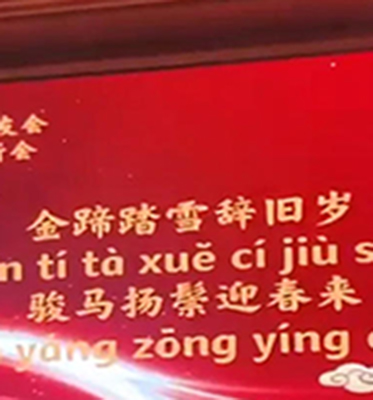 友会
会
金蹄踏雪辞旧岁
n tí tà xuě cí jiù s
骏马扬鬃迎春来
yáng zōng yíng